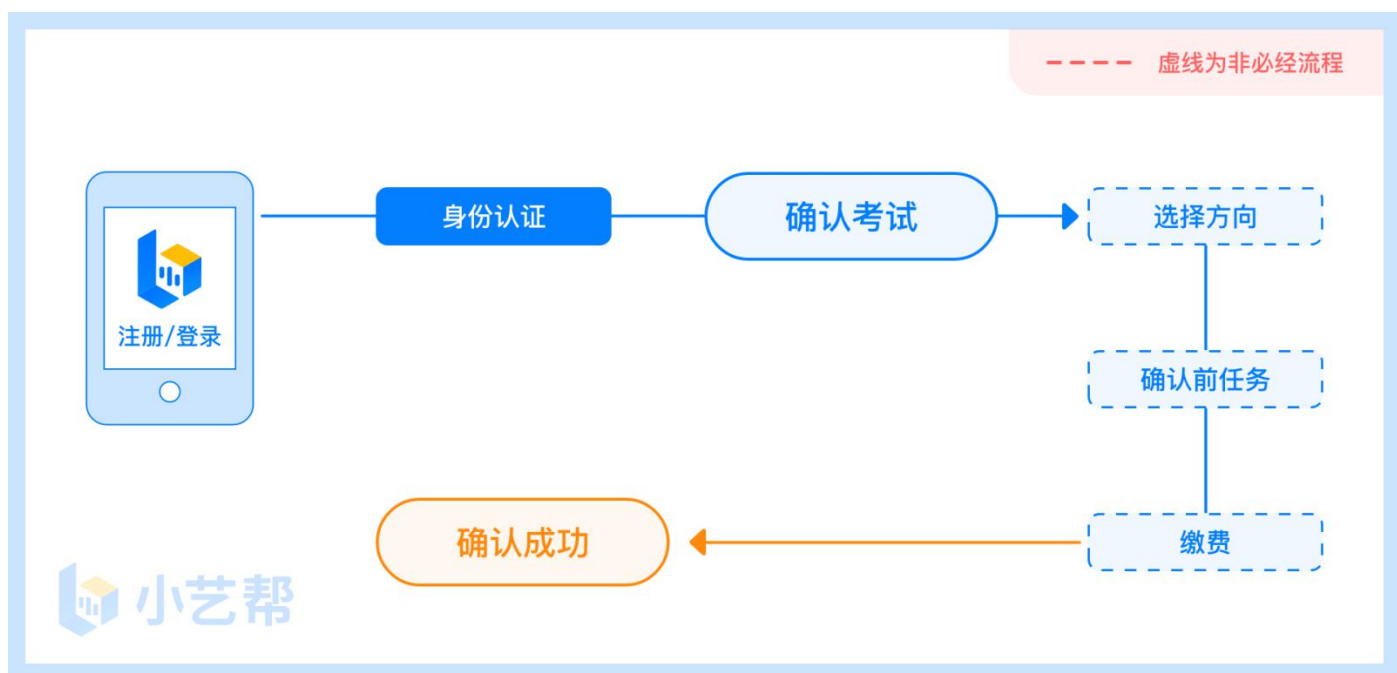 虚线为非必经流程
注册/登录
身份认证
确认考试
选择方向
确认前任务
缴费
确认成功
小艺帮